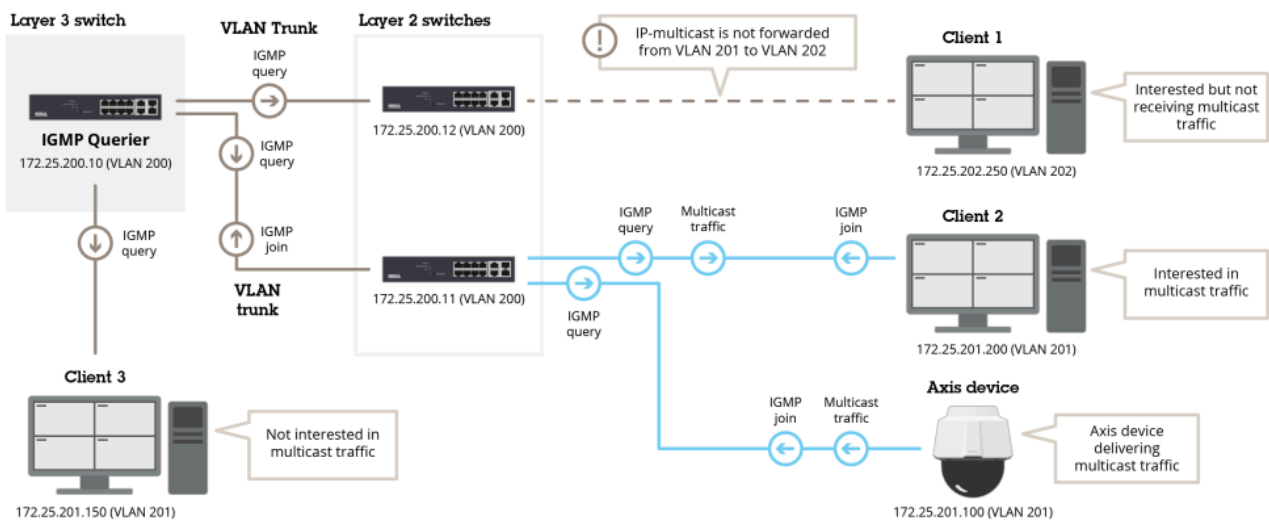 Layer 3 switch
VLAN Trunk
Layer 2 switches
IGMP
query
IP-multicast is not forwarded
from VLAN 201 to VLAN 202
Client 1
Interested but not
receiving multicast
traffic
IGMP Querier
172.25.200.10 (VLAN 200)
172.25.200.12 (VLAN 200)
IGMP
query
172.25.202.250 (VLAN 202)
IGMP
query
IGMP
join
IGMP
query
Multicast
traffic
IGMP
join
Client 2
Interested in
multicast traffic
VLAN
trunk
172.25.200.11 (VLAN 200)
IGMP
query
172.25.201.200 (VLAN 201)
Client 3
Not interested in
multicast traffic
172.25.201.150 (VLAN 201)
IGMP
join
Multicast
traffic
Axis device
Axis device
delivering
multicast traffic
172.25.201.100 (VLAN 201)